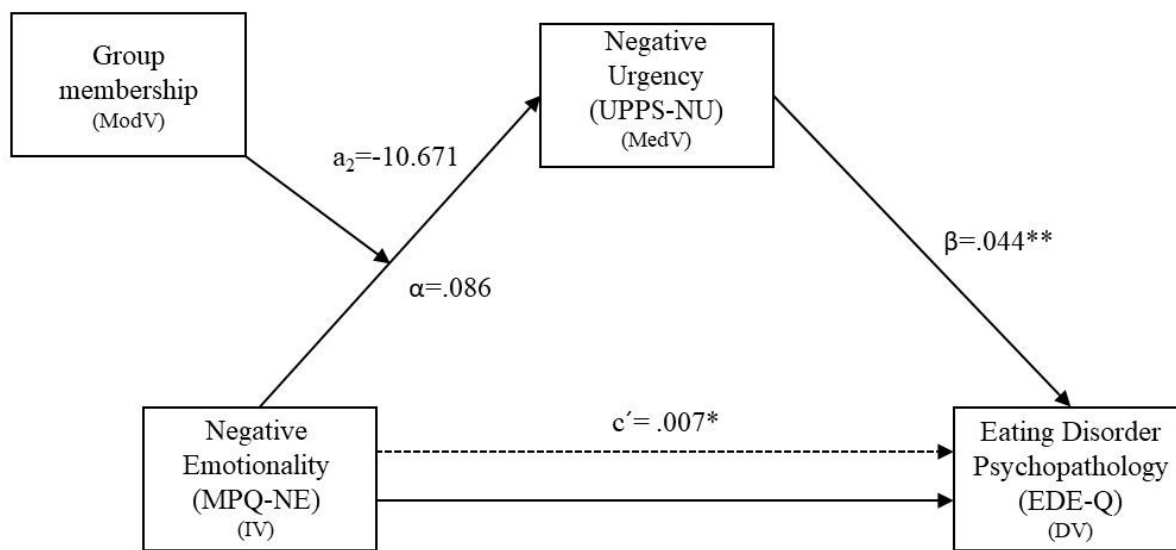 Group
membership
(ModV)
Negative
Urgency
(UPPS-NU)
(MedV)
a₂=-10.671
α=.086
β=.044**
Negative
Emotionality
(MPQ-NE)
(IV)
c´= .007*
Eating Disorder
Psychopathology
(EDE-Q)
(DV)